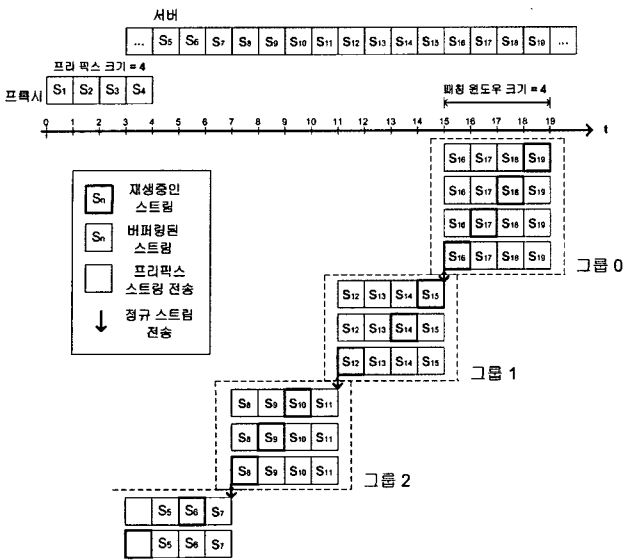 서버
... S5 S6 S7 S8 S9 S10 S11 S12 S13 S14 S15 S16 S17 S18 S19 ...
프라 픽스 크기 = 4
프록시 S1 S2 S3 S4
패칭 윈도우 크기 = 4
0 1 2 3 4 5 6 7 8 9 10 11 12 13 14 15 16 17 18 19 t
S16 S17 S18 S19
S16 S17 S18 S19
S16 S17 S18 S19
S16 S17 S18 S19
그룹 0
Sn 재생중인
스트림
Sn 버퍼링된
스트림
프리픽스
스트링 전송
정규 스트림
전송
S12 S13 S14 S15
S12 S13 S14 S15
S12 S13 S14 S15
그룹 1
S8 S9 S10 S11
S8 S9 S10 S11
S8 S9 S10 S11
그룹 2
S5 S6 S7
S5 S6 S7